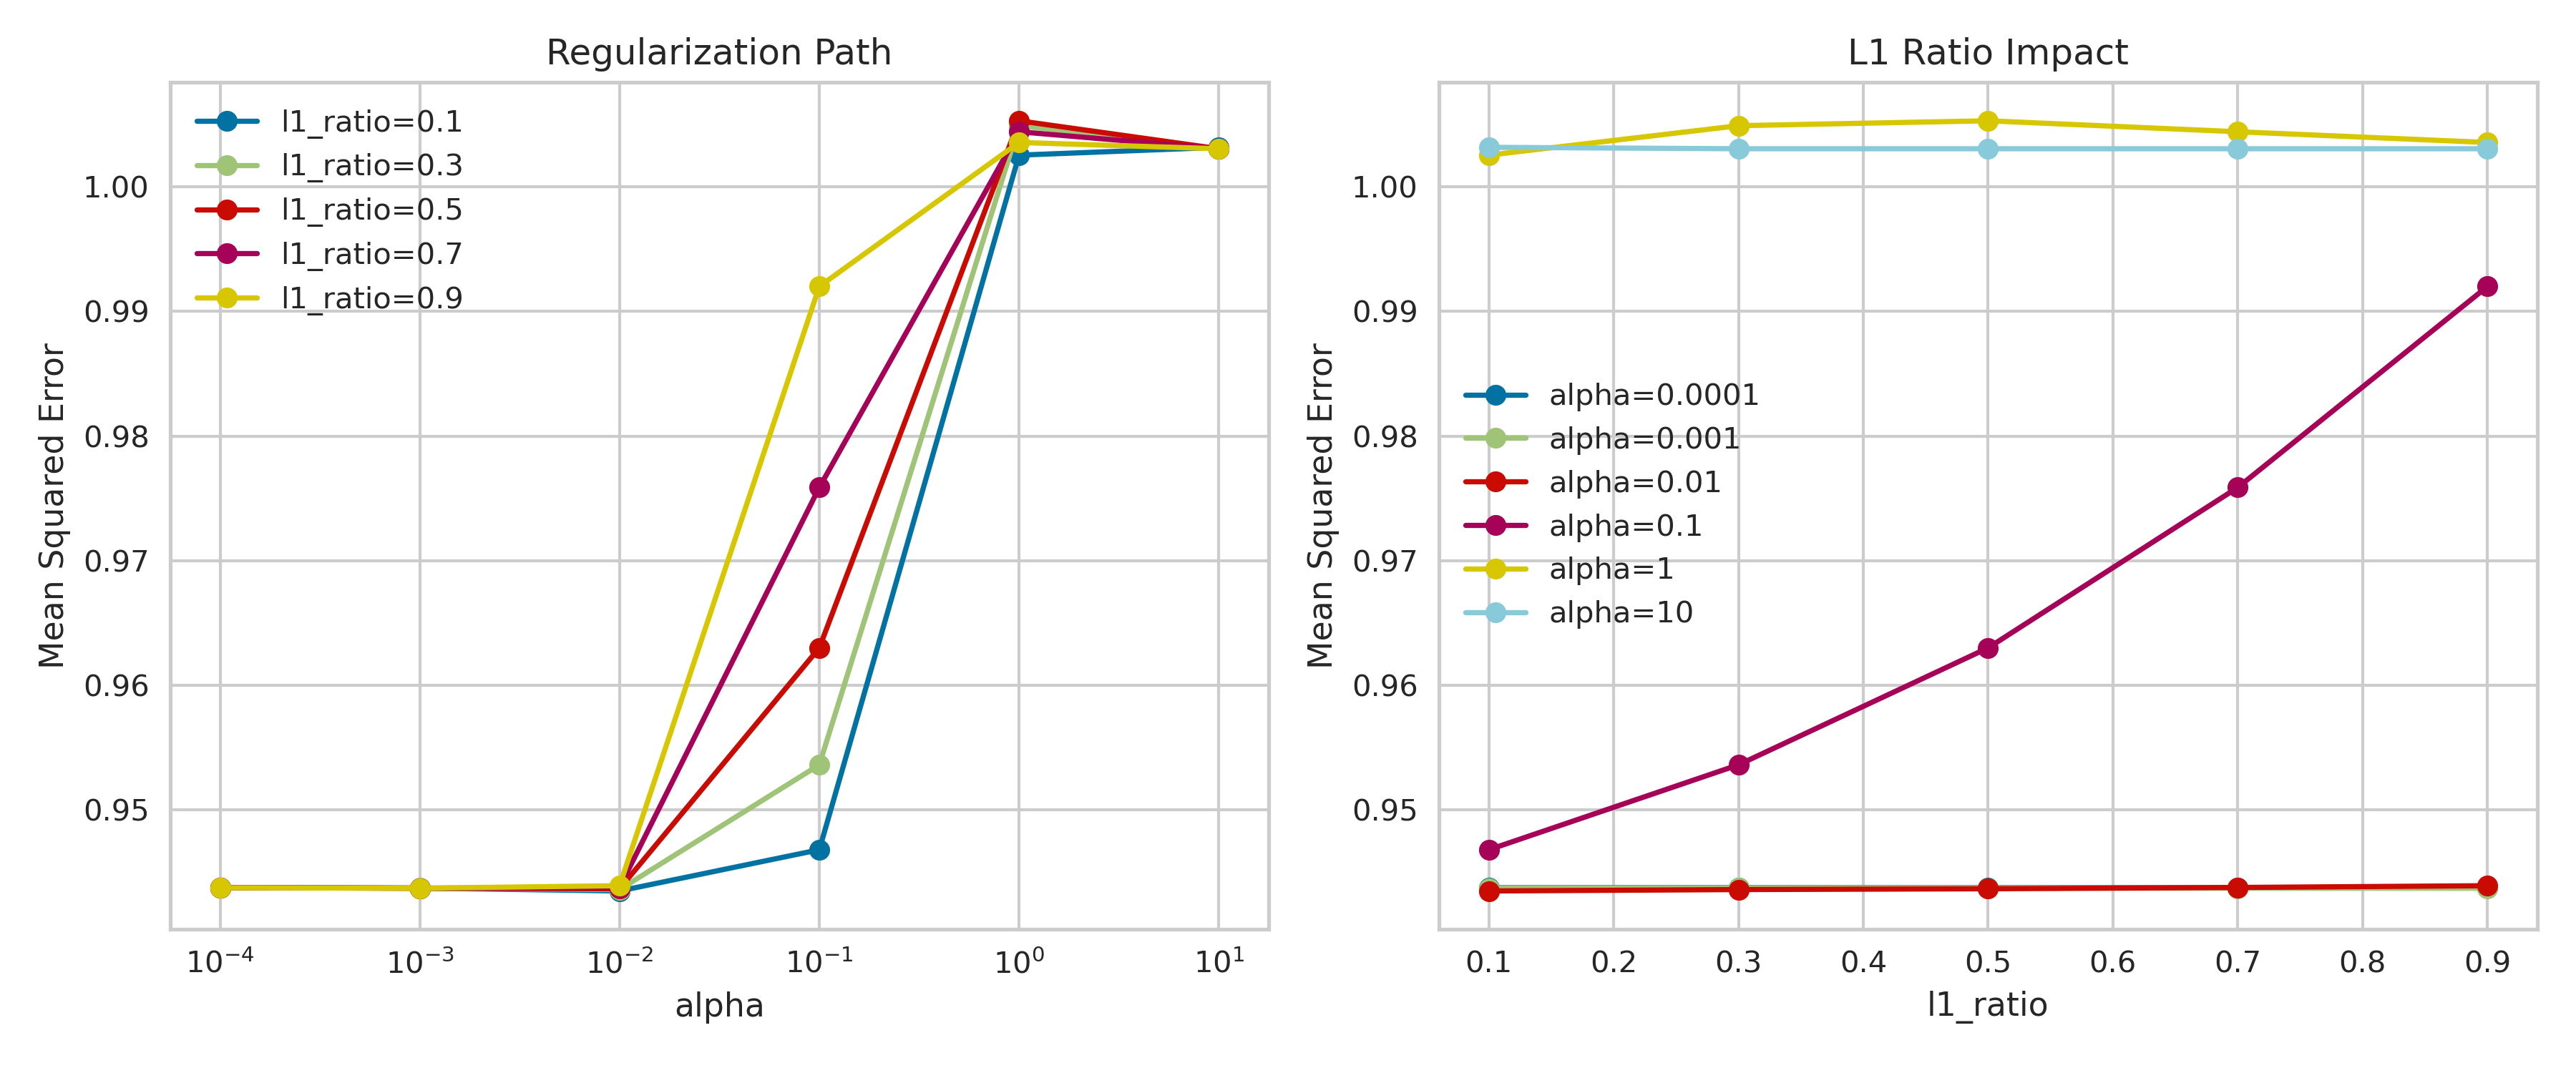 Regularization Path
l1_ratio=0.1
l1_ratio=0.3
l1_ratio=0.5
l1_ratio=0.7
l1_ratio=0.9
1.00
0.99
0.98
0.97
0.96
0.95
Mean Squared Error
10⁻⁴ 10⁻³ 10⁻² 10⁻¹ 10⁰ 10¹
alpha
L1 Ratio Impact
alpha=0.0001
alpha=0.001
alpha=0.01
alpha=0.1
alpha=1
alpha=10
1.00
0.99
0.98
0.97
0.96
0.95
Mean Squared Error
0.1 0.2 0.3 0.4 0.5 0.6 0.7 0.8 0.9
l1_ratio